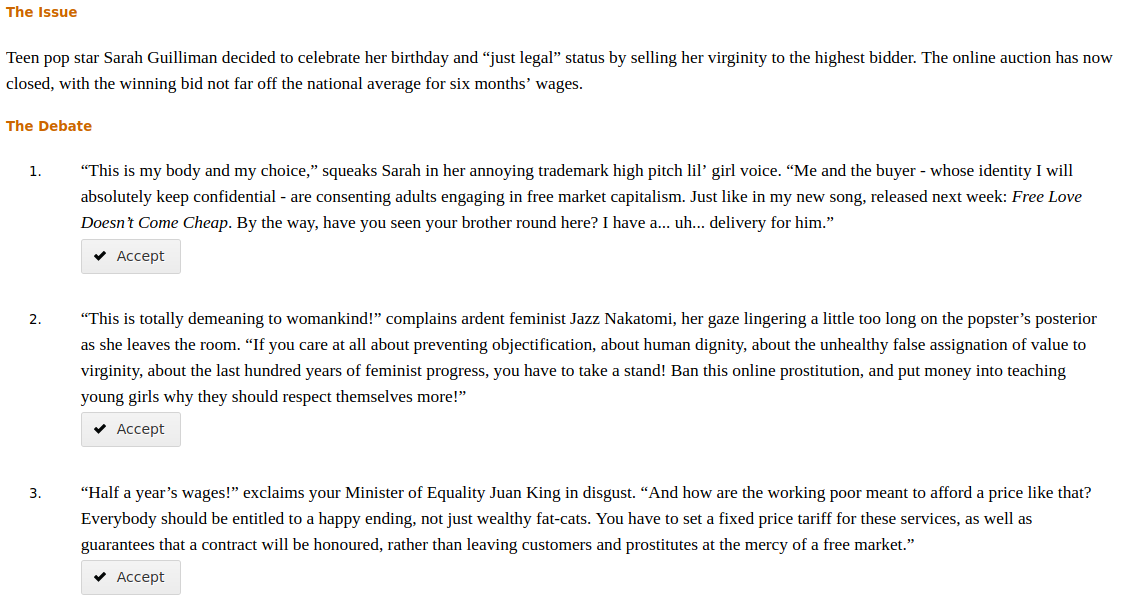 The Issue
Teen pop star Sarah Guilliman decided to celebrate her birthday and “just legal” status by selling her virginity to the highest bidder. The online auction has now
closed, with the winning bid not far off the national average for six months’ wages.
The Debate
1. “This is my body and my choice,” squeaks Sarah in her annoying trademark high pitch lil’ girl voice. “Me and the buyer - whose identity I will
absolutely keep confidential - are consenting adults engaging in free market capitalism. Just like in my new song, released next week: Free Love
Doesn’t Come Cheap. By the way, have you seen your brother round here? I have a... uh... delivery for him.”
✔ Accept
2. “This is totally demeaning to womankind!” complains ardent feminist Jazz Nakatomi, her gaze lingering a little too long on the popster’s posterior
as she leaves the room. “If you care at all about preventing objectification, about human dignity, about the unhealthy false assignation of value to
virginity, about the last hundred years of feminist progress, you have to take a stand! Ban this online prostitution, and put money into teaching
young girls why they should respect themselves more!”
✔ Accept
3. “Half a year’s wages!” exclaims your Minister of Equality Juan King in disgust. “And how are the working poor meant to afford a price like that?
Everybody should be entitled to a happy ending, not just wealthy fat-cats. You have to set a fixed price tariff for these services, as well as
guarantees that a contract will be honoured, rather than leaving customers and prostitutes at the mercy of a free market.”
✔ Accept